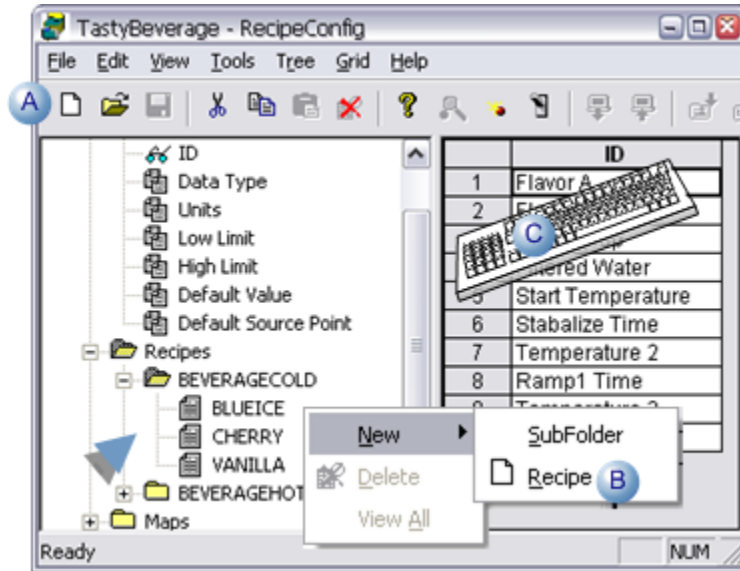 TastyBeverage - RecipeConfig
File Edit View Tools Tree Grid Help
A
ID
Data Type
Units
Low Limit
High Limit
Default Value
Default Source Point
Recipes
BEVERAGECOLD
BLUEICE
CHERRY
VANILLA
BEVERAGEHOT
Maps
ID
1 Flavor A
2
C
Water
Start Temperature
6 Stabalize Time
7 Temperature 2
8 Ramp1 Time
Temperature 2
New
Delete
View All
SubFolder
Recipe B
Ready
NUM